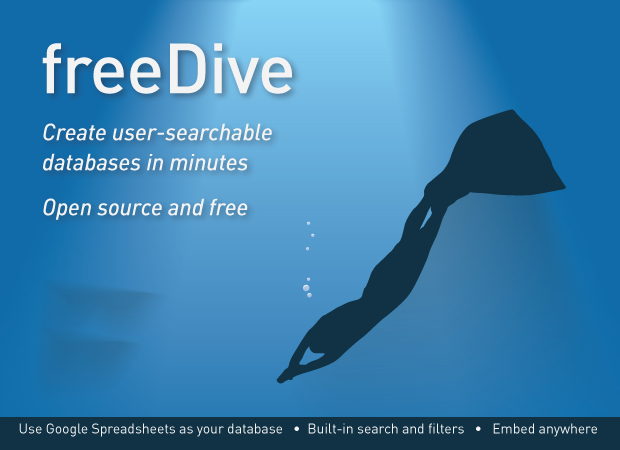 freeDive
Create user-searchable
databases in minutes
Open source and free
Use Google Spreadsheets as your database • Built-in search and filters • Embed anywhere